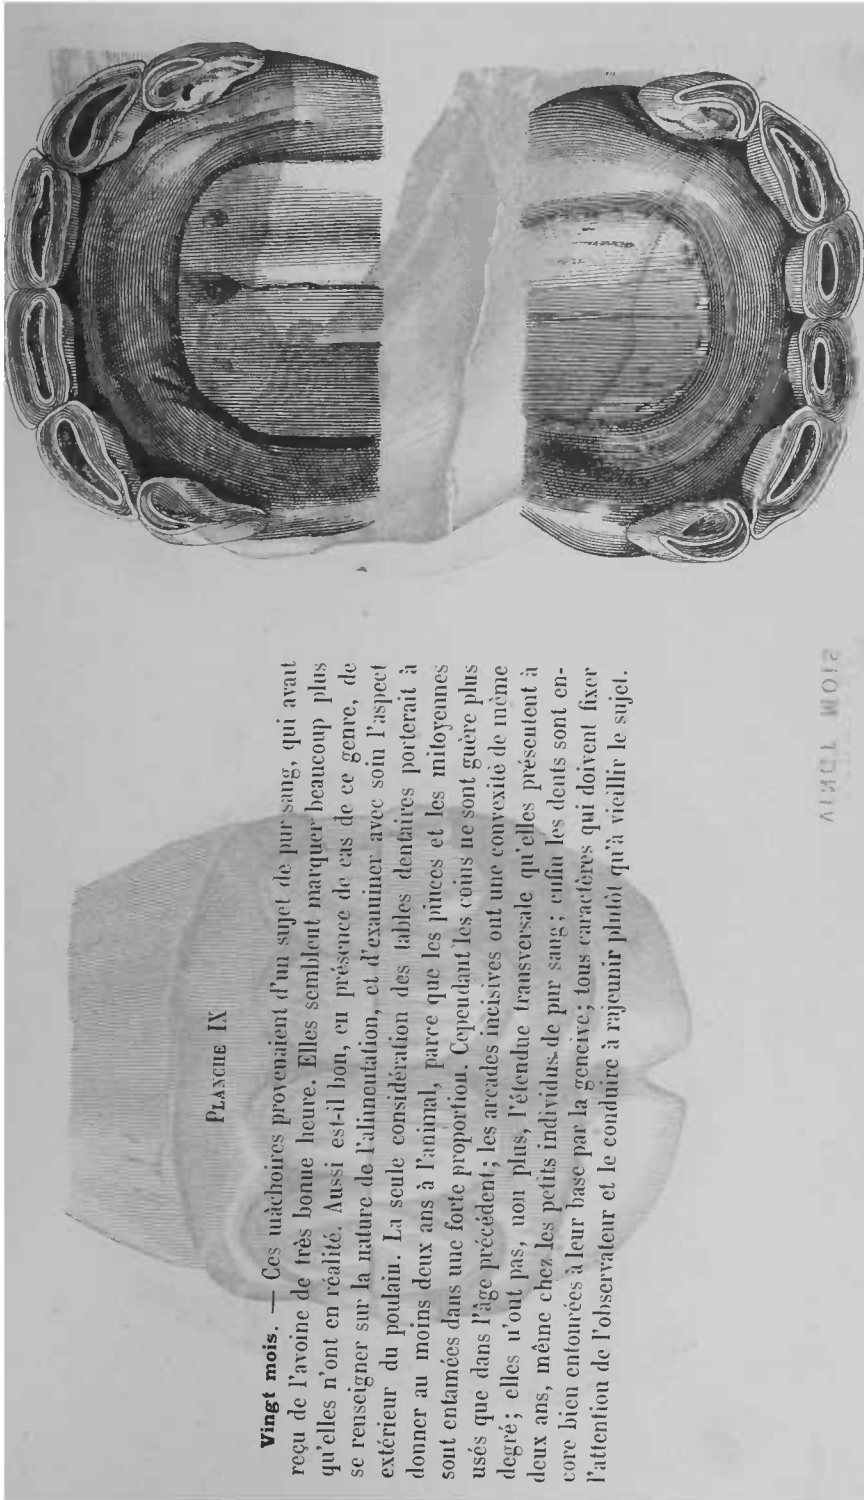 PLANCHE IX
Vingt mois. — Ces mâchoires provenaient d'un sujet de pur sang, qui avait
reçu de l'avoine de très bonne heure. Elles semblent marquer beaucoup plus
qu'elles n'ont en réalité. Aussi est-il bon, en présence de cas de ce genre, de
se renseigner sur la nature de l'alimentation, et d'examiner avec soin l'aspect
extérieur du poulain. La seule considération des tables dentaires porterait à
donner au moins deux ans à l'animal, parce que les pinces et les mitoyennes
sont entamées dans une forte proportion. Cependant les coins ne sont guère plus
usés que dans l'âge précédent; les arcades incisives ont une convexité de même
degré; elles n'ont pas, non plus, l'étendue transversale qu'elles présentent à
deux ans, même chez les petits individus de pur sang; enfin les dents sont en-
core bien entourées à leur base par la gencive; tous caractères qui doivent fixer
l'attention de l'observateur et le conduire à rajeunir plutôt qu'à vieillir le sujet.
VINGT MOIS